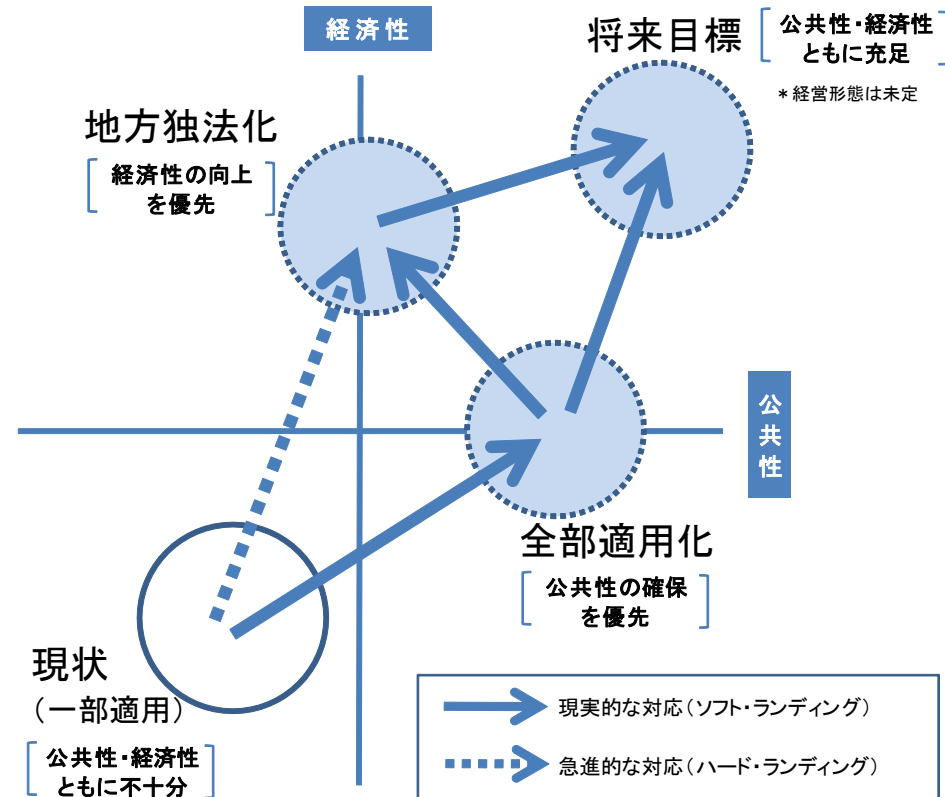 経済性
将来目標
公共性・経済性
ともに充足
＊経営形態は未定
地方独法化
経済性の向上
を優先
公共性
全部適用化
公共性の確保
を優先
現状
（一部適用）
公共性・経済性
ともに不十分
現実的な対応（ソフト・ランディング）
急進的な対応（ハード・ランディング）